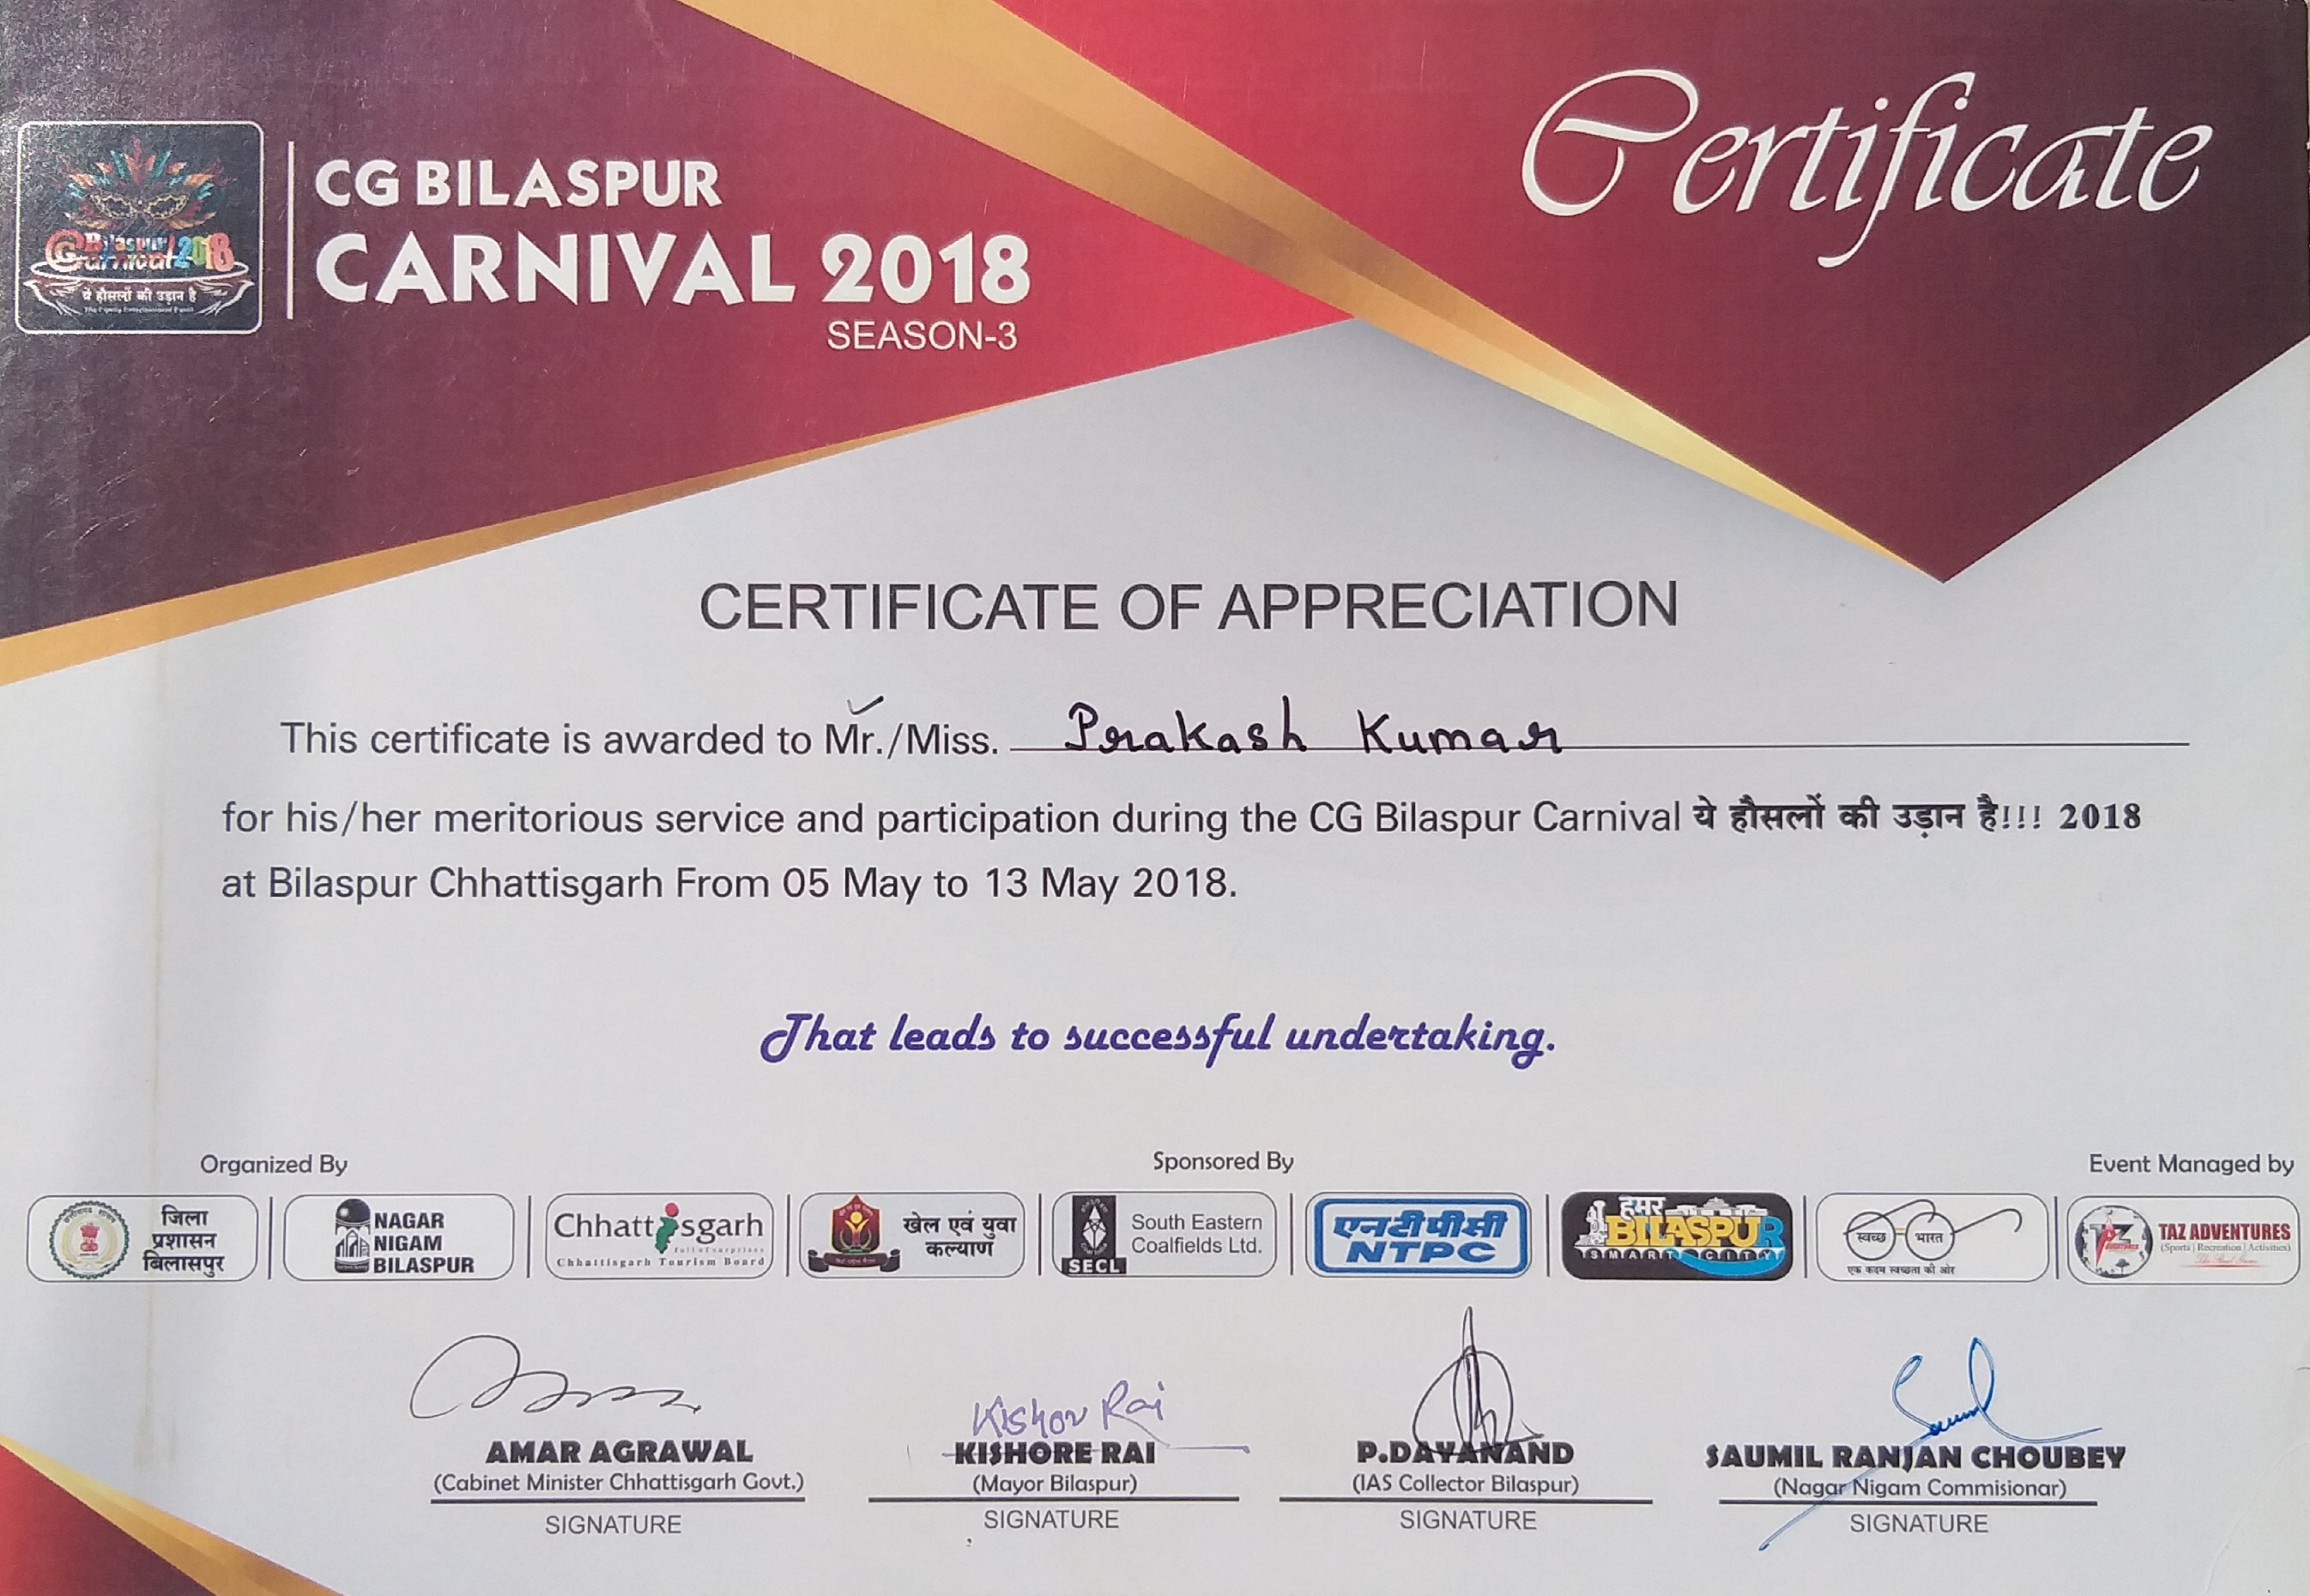 Certificate
CG BILASPUR
CARNIVAL 2018
SEASON-3
CG Bilaspur 2018
Carnival
ये हौसलों की उड़ान है
CERTIFICATE OF APPRECIATION
This certificate is awarded to Mr./Miss. Prakash Kumar
for his/her meritorious service and participation during the CG Bilaspur Carnival ये हौसलों की उड़ान है!!! 2018
at Bilaspur Chhattisgarh From 05 May to 13 May 2018.
That leads to successful undertaking.
Organized By
Sponsored By
Event Managed by
जिला
प्रशासन
बिलासपुर
NAGAR
NIGAM
BILASPUR
Chhattisgarh
full of surprises
Chhattisgarh Tourism Board
खेल एवं युवा
कल्याण
SECL
South Eastern
Coalfields Ltd.
एनटीपीसी
NTPC
हमर
BILASPUR
SMART CITY
स्वच्छ भारत
एक कदम स्वच्छता की ओर
TAZ ADVENTURES
(Sports | Recreation | Activities)
Kishor Rai
AMAR AGRAWAL
(Cabinet Minister Chhattisgarh Govt.)
SIGNATURE
KISHORE RAI
(Mayor Bilaspur)
SIGNATURE
P.DAYANAND
(IAS Collector Bilaspur)
SIGNATURE
SAUMIL RANJAN CHOUBEY
(Nagar Nigam Commisionar)
SIGNATURE